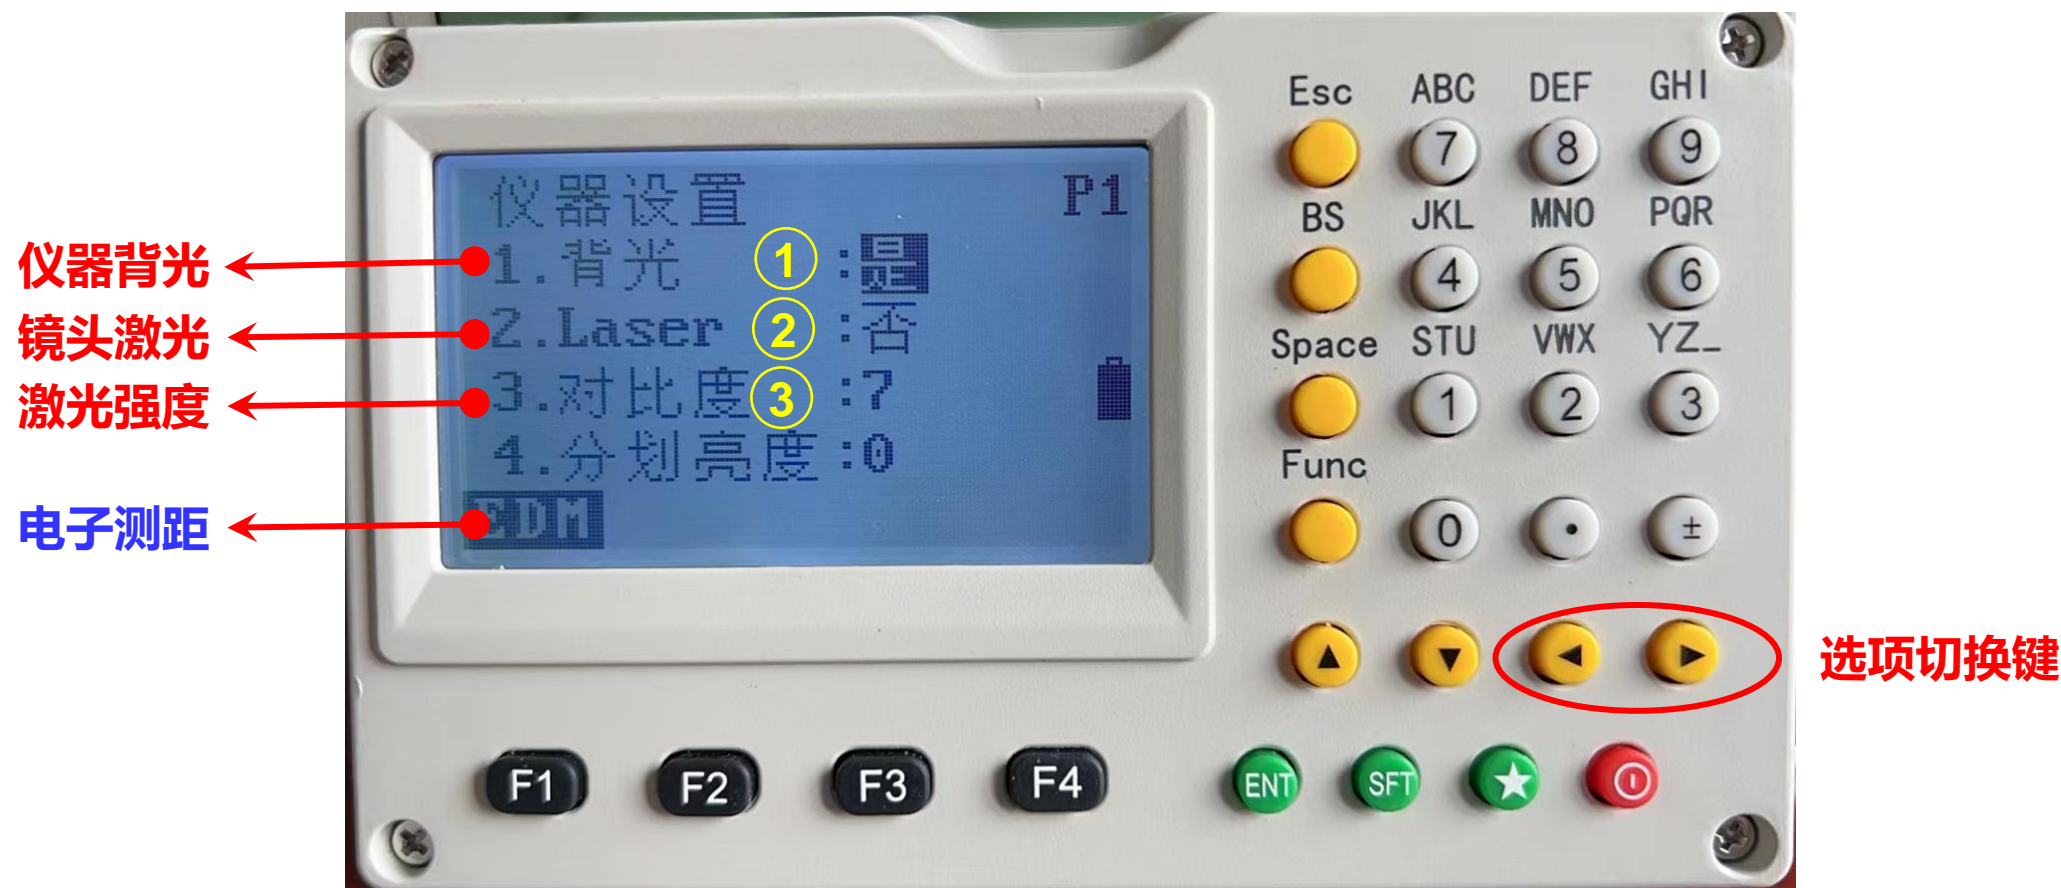 仪器设置 P1
仪器背光 1.背光 ① :是
镜头激光 2.Laser ② :否
激光强度 3.对比度 ③ :7
4.分划亮度:0
电子测距 EDM
Esc ABC DEF GHI
7 8 9
BS JKL MNO PQR
4 5 6
Space STU VWX YZ_
1 2 3
Func
0 • ±
▲ ▼ ◀ ▶ 选项切换键
F1 F2 F3 F4 ENT SFT ★